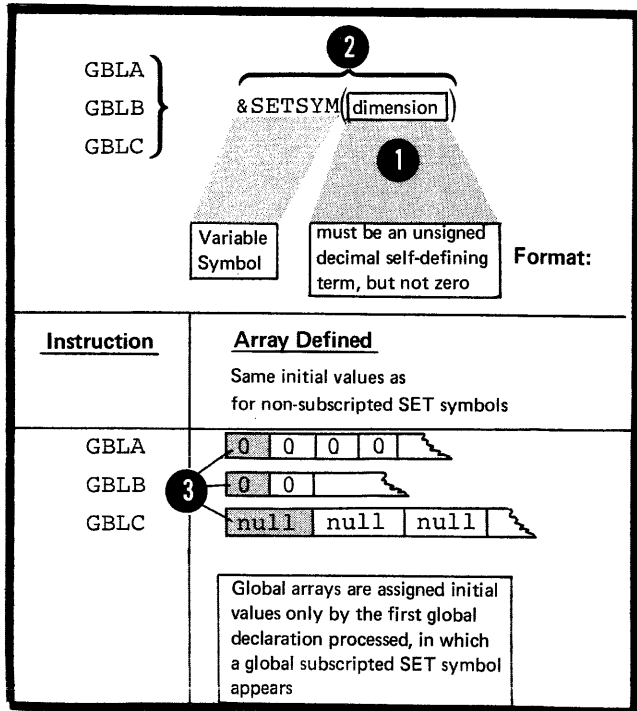 2
GBLA
GBLB
GBLC
&SETSYM(dimension)
1
Variable
Symbol
must be an unsigned
decimal self-defining
term, but not zero
Format:
Instruction
Array Defined
Same initial values as
for non-subscripted SET symbols
GBLA 0 0 0 0
GBLB 0 0
3
GBLC null null null
Global arrays are assigned initial
values only by the first global
declaration processed, in which
a global subscripted SET symbol
appears